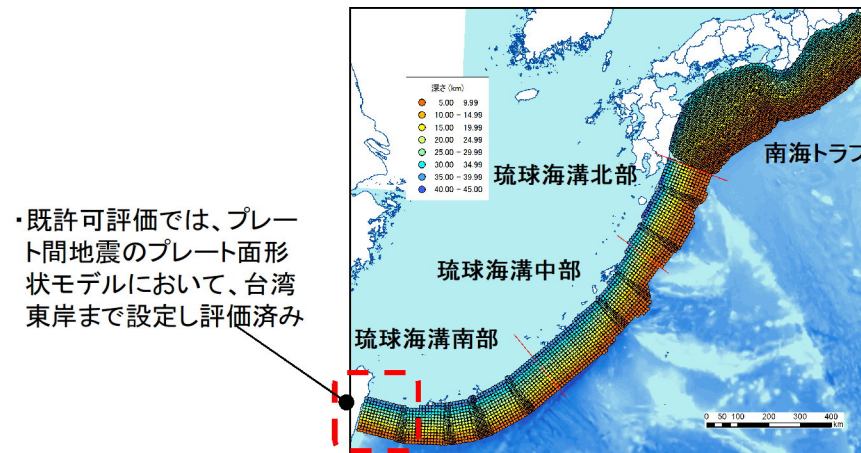 ・既許可評価では、プレー
ト間地震のプレート面形
状モデルにおいて、台湾
東岸まで設定し評価済み
深さ(km)
5.00 9.99
10.00 - 14.99
15.00 19.99
20.00 24.99
25.00 - 29.99
30.00 34.99
35.00 - 39.99
40.00 - 45.00
南海トラフ
琉球海溝北部
琉球海溝中部
琉球海溝南部
0 50 100 200 300 400
km